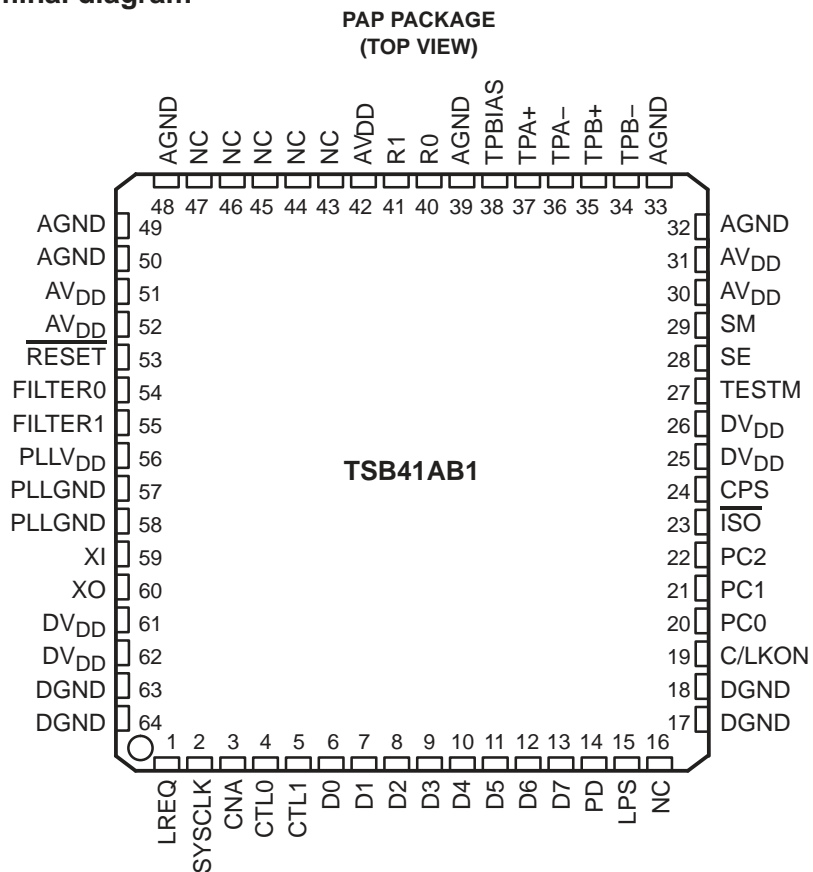 PAP PACKAGE
(TOP VIEW)
AGND NC NC NC NC NC AVDD R1 R0 AGND TPBIAS TPA+ TPA– TPB+ TPB– AGND
48 47 46 45 44 43 42 41 40 39 38 37 36 35 34 33
AGND 49 32 AGND
AGND 50 31 AVDD
AVDD 51 30 AVDD
AVDD 52 29 SM
RESET 53 28 SE
FILTER0 54 27 TESTM
FILTER1 55 26 DVDD
PLLVDD 56 25 DVDD
TSB41AB1
PLLGND 57 24 CPS
PLLGND 58 23 ISO
XI 59 22 PC2
XO 60 21 PC1
DVDD 61 20 PC0
DVDD 62 19 C/LKON
DGND 63 18 DGND
DGND 64 17 DGND
1 2 3 4 5 6 7 8 9 10 11 12 13 14 15 16
LREQ SYSCLK CNA CTL0 CTL1 D0 D1 D2 D3 D4 D5 D6 D7 PD LPS NC